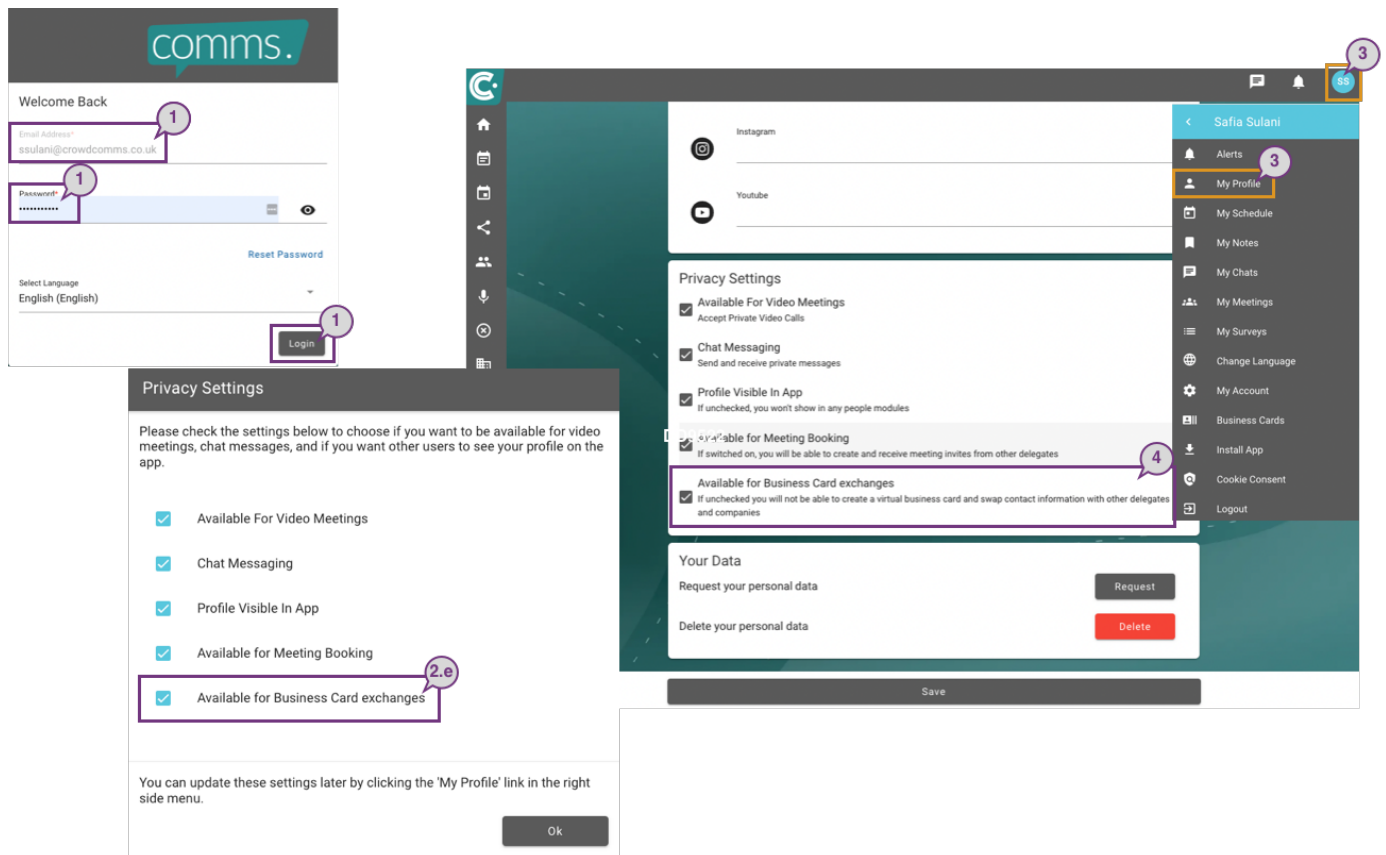 comms.
Welcome Back
1
Email Address*
ssulani@crowdcomms.co.uk
1
Password*
•••••••••••
Reset Password
Select Language
English (English)
1
Login
Privacy Settings
Please check the settings below to choose if you want to be available for video
meetings, chat messages, and if you want other users to see your profile on the
app.
Available For Video Meetings
Chat Messaging
Profile Visible In App
Available for Meeting Booking
2.e
Available for Business Card exchanges
You can update these settings later by clicking the 'My Profile' link in the right
side menu.
Ok
3
SS
Instagram
Youtube
Privacy Settings
Available For Video Meetings
Accept Private Video Calls
Chat Messaging
Send and receive private messages
Profile Visible In App
If unchecked, you won't show in any people modules
for Meeting Booking
If switched on, you will be able to create and receive meeting invites from other delegates
4
Available for Business Card exchanges
If unchecked you will not be able to create a virtual business card and swap contact information with other delegates
and companies
Your Data
Request your personal data
Request
Delete your personal data
Delete
Save
Safia Sulani
Alerts
3
My Profile
My Schedule
My Notes
My Chats
My Meetings
My Surveys
Change Language
My Account
Business Cards
Install App
Cookie Consent
Logout